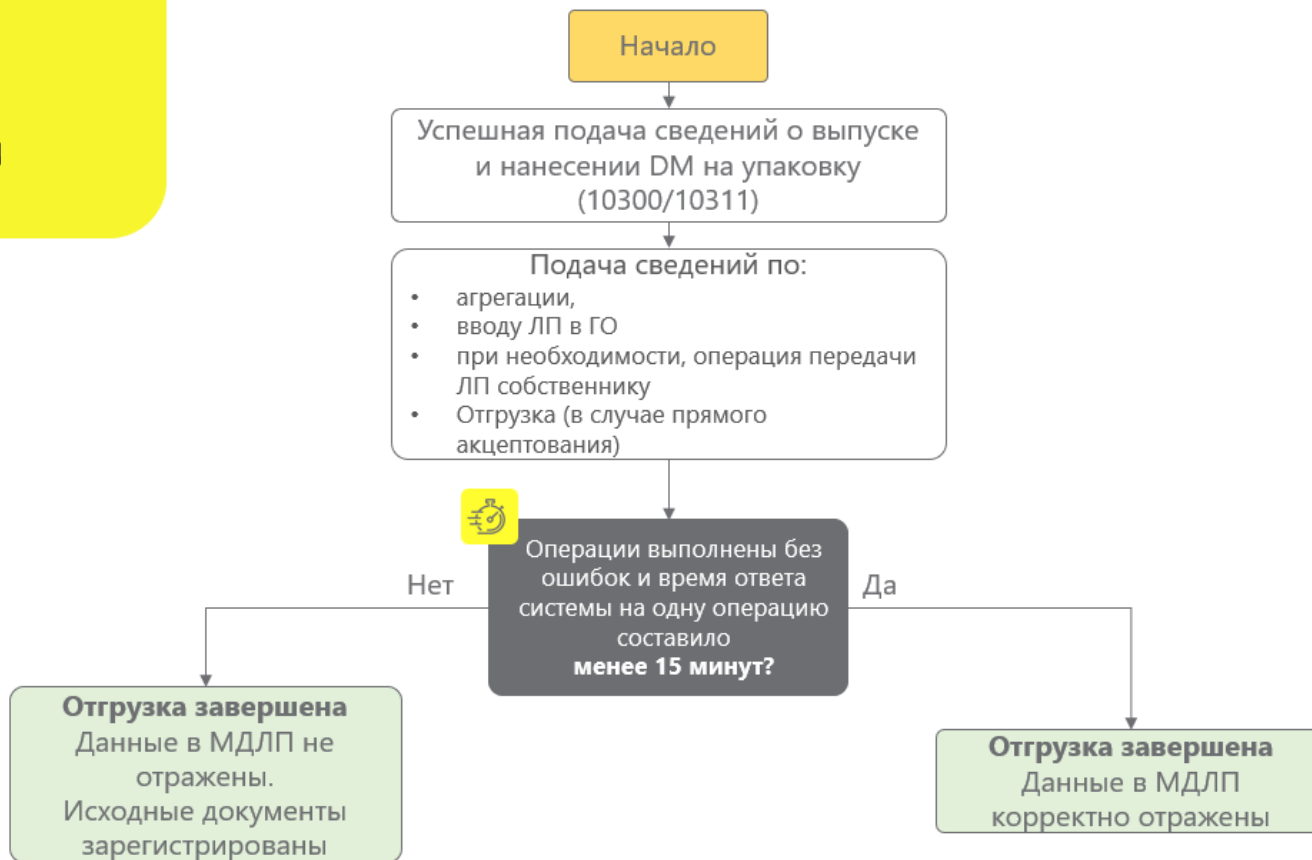 Начало
Успешная подача сведений о выпуске
и нанесении DM на упаковку
(10300/10311)
Подача сведений по:
• агрегации,
• вводу ЛП в ГО
• при необходимости, операция передачи
ЛП собственнику
• Отгрузка (в случае прямого
акцептования)
Операции выполнены без
ошибок и время ответа
системы на одну операцию
составило
менее 15 минут?
Нет
Да
Отгрузка завершена
Данные в МДЛП не
отражены.
Исходные документы
зарегистрированы
Отгрузка завершена
Данные в МДЛП
корректно отражены